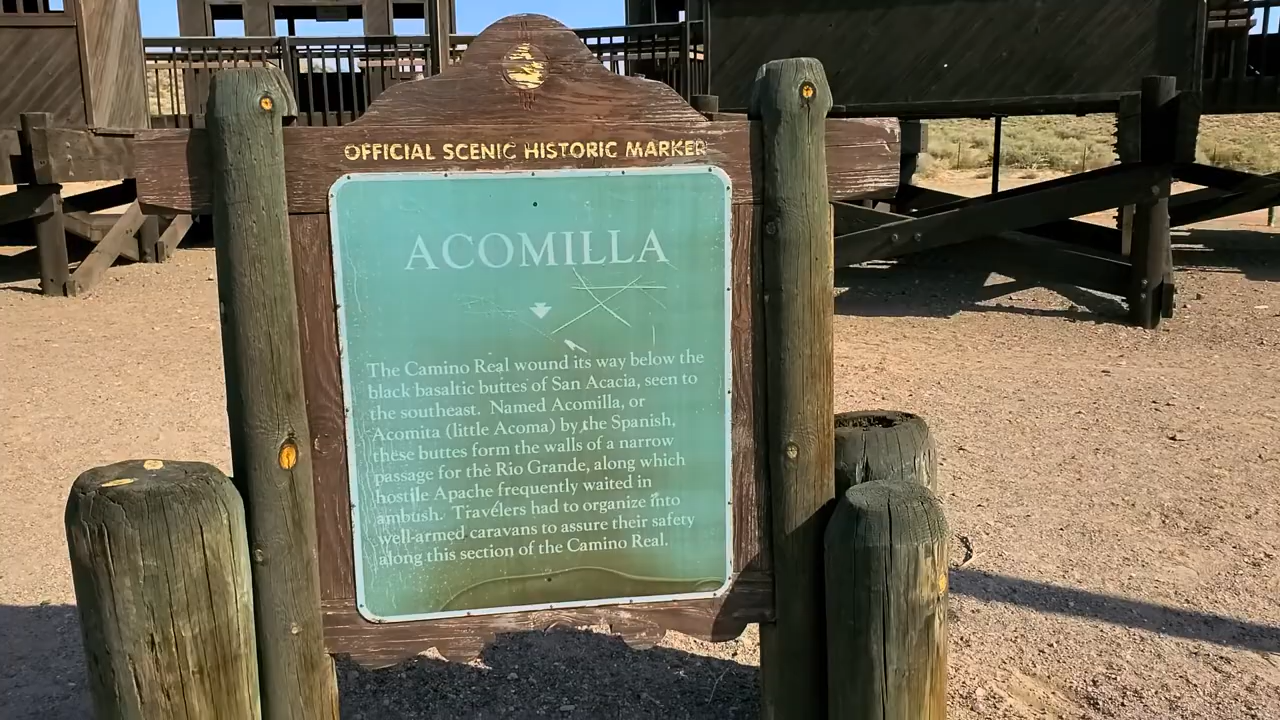 OFFICIAL SCENIC HISTORIC MARKER
ACOMILLA
The Camino Real wound its way below the
black basaltic buttes of San Acacia, seen to
the southeast. Named Acomilla, or
Acomita (little Acoma) by the Spanish,
these buttes form the walls of a narrow
passage for the Rio Grande, along which
hostile Apache frequently waited in
ambush. Travelers had to organize into
well-armed caravans to assure their safety
along this section of the Camino Real.